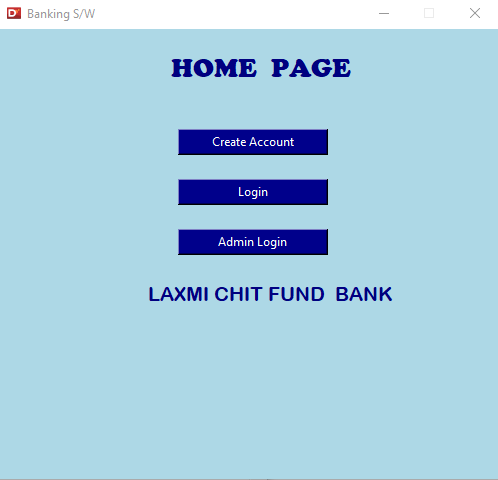 Banking S/W
HOME PAGE
Create Account
Login
Admin Login
LAXMI CHIT FUND BANK